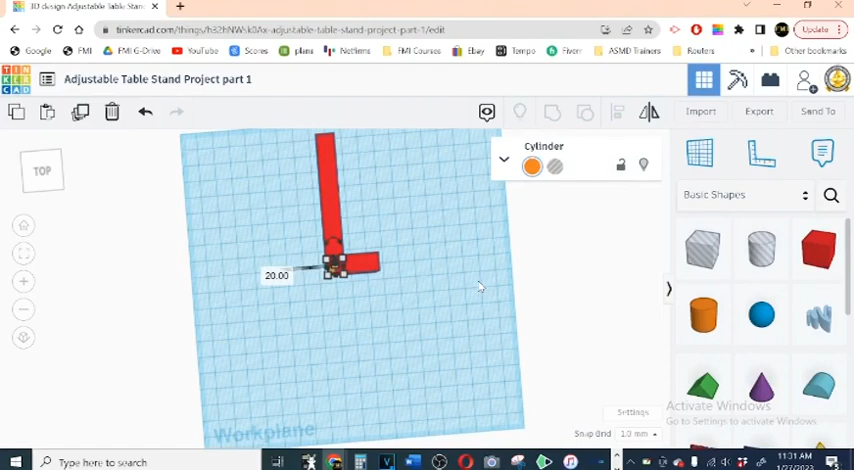 3D design Adjustable Table Stand
Update
tinkercad.com/things/h32hNWsk0Ax-adjustable-table-stand-project-part-1/edit
Google
FMI
FMI G-Drive
YouTube
Scores
plans
Netfirms
FMI Courses
Ebay
Tempo
Fiverr
ASMD Trainers
Routers
Other bookmarks
TIN
KER
CAD
Adjustable Table Stand Project part 1
Import
Export
Send To
TOP
Cylinder
Basic Shapes
20.00
Workplane
Settings
Snap Grid
1.0 mm
Activate Windows
Go to Settings to activate Windows.
Type here to search
11:31 AM
1/27/2023